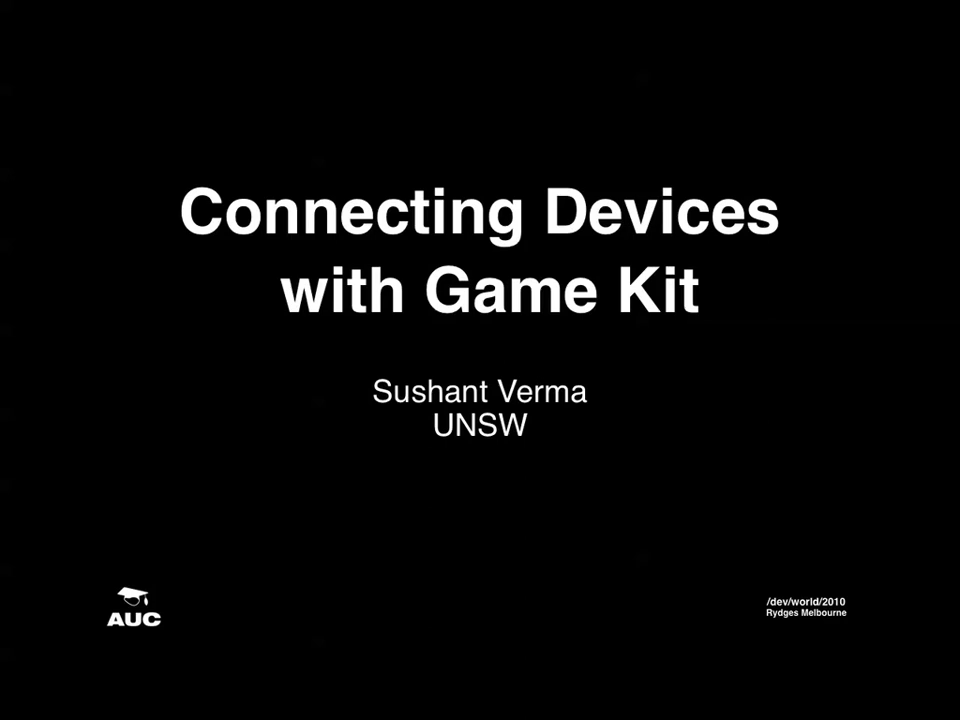 Connecting Devices
with Game Kit
Sushant Verma
UNSW
AUC
/dev/world/2010
Rydges Melbourne